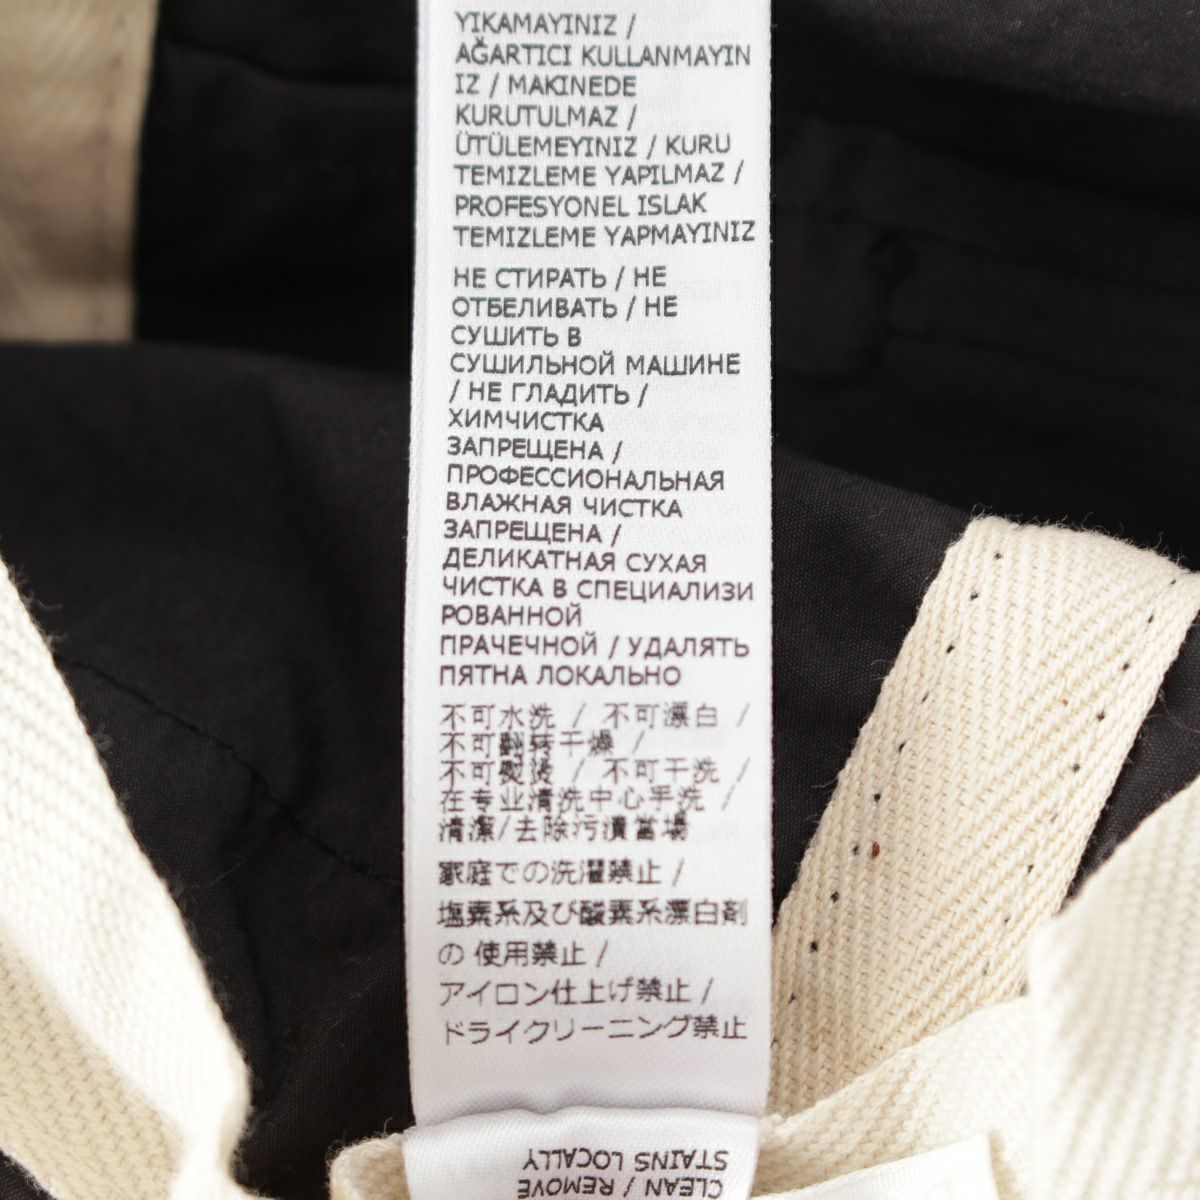 YIKAMAYINIZ /
AĞARTICI KULLANMAYIN
IZ / MAKINEDE
KURUTULMAZ /
ÜTÜLEMEYINIZ / KURU
TEMIZLEME YAPILMAZ /
PROFESYONEL ISLAK
TEMIZLEME YAPMAYINIZ
НЕ СТИРАТЬ / НЕ
ОТБЕЛИВАТЬ / НЕ
СУШИТЬ В
СУШИЛЬНОЙ МАШИНЕ
/ НЕ ГЛАДИТЬ /
ХИМЧИСТКА
ЗАПРЕЩЕНА /
ПРОФЕССИОНАЛЬНАЯ
ВЛАЖНАЯ ЧИСТКА
ЗАПРЕЩЕНА /
ДЕЛИКАТНАЯ СУХАЯ
ЧИСТКА В СПЕЦИАЛИЗИ
РОВАННОЙ
ПРАЧЕЧНОЙ / УДАЛЯТЬ
ПЯТНА ЛОКАЛЬНО
不可水洗 / 不可漂白 /
不可翻转干燥 /
不可熨烫 / 不可干洗 /
在专业清洗中心手洗 /
清潔/去除污漬當場
家庭での洗濯禁止 /
塩素系及び酸素系漂白剤
の 使用禁止 /
アイロン仕上げ禁止 /
ドライクリーニング禁止
CLEAN / REMOVE
STAINS LOCALLY